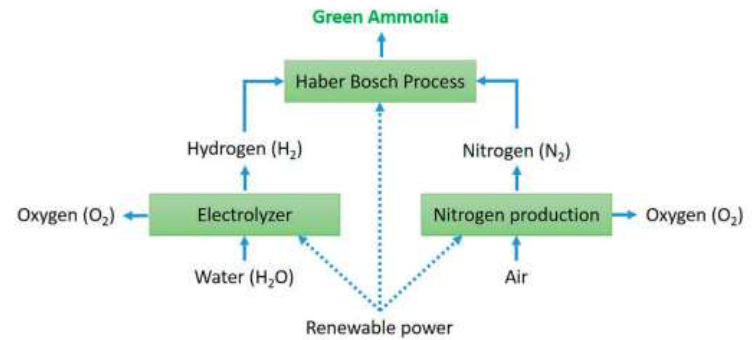 Green Ammonia
Haber Bosch Process
Hydrogen (H₂)
Nitrogen (N₂)
Oxygen (O₂)
Electrolyzer
Nitrogen production
Oxygen (O₂)
Water (H₂O)
Air
Renewable power